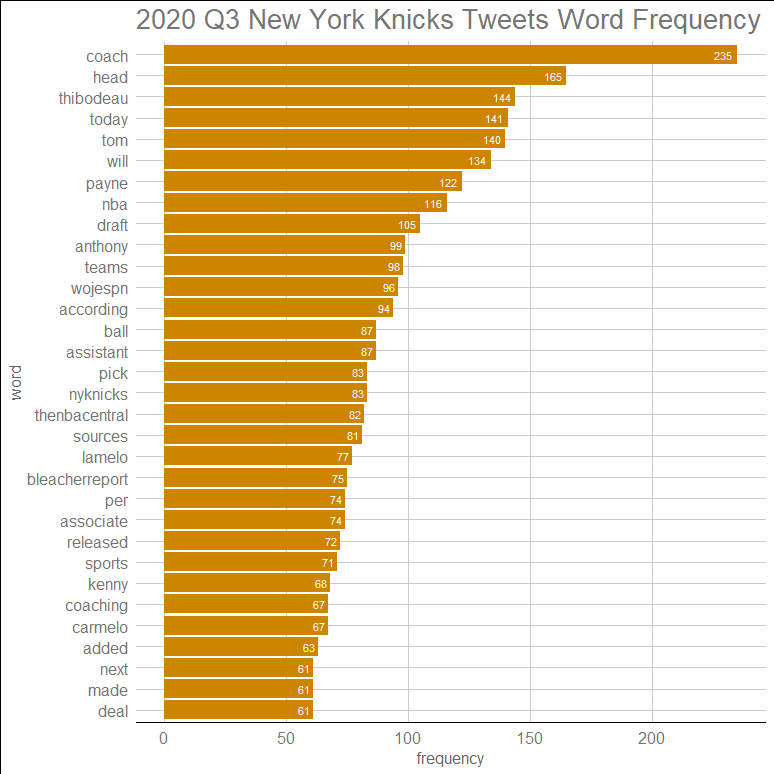 2020 Q3 New York Knicks Tweets Word Frequency
coach 235
head 165
thibodeau 144
today 141
tom 140
will 134
payne 122
nba 116
draft 105
anthony 99
teams 98
wojespn 96
according 94
ball 87
assistant 87
pick 83
nyknicks 83
thenbacentral 82
sources 81
lamelo 77
bleacherreport 75
per 74
associate 74
released 72
sports 71
kenny 68
coaching 67
carmelo 67
added 63
next 61
made 61
deal 61
word
0 50 100 150 200
frequency